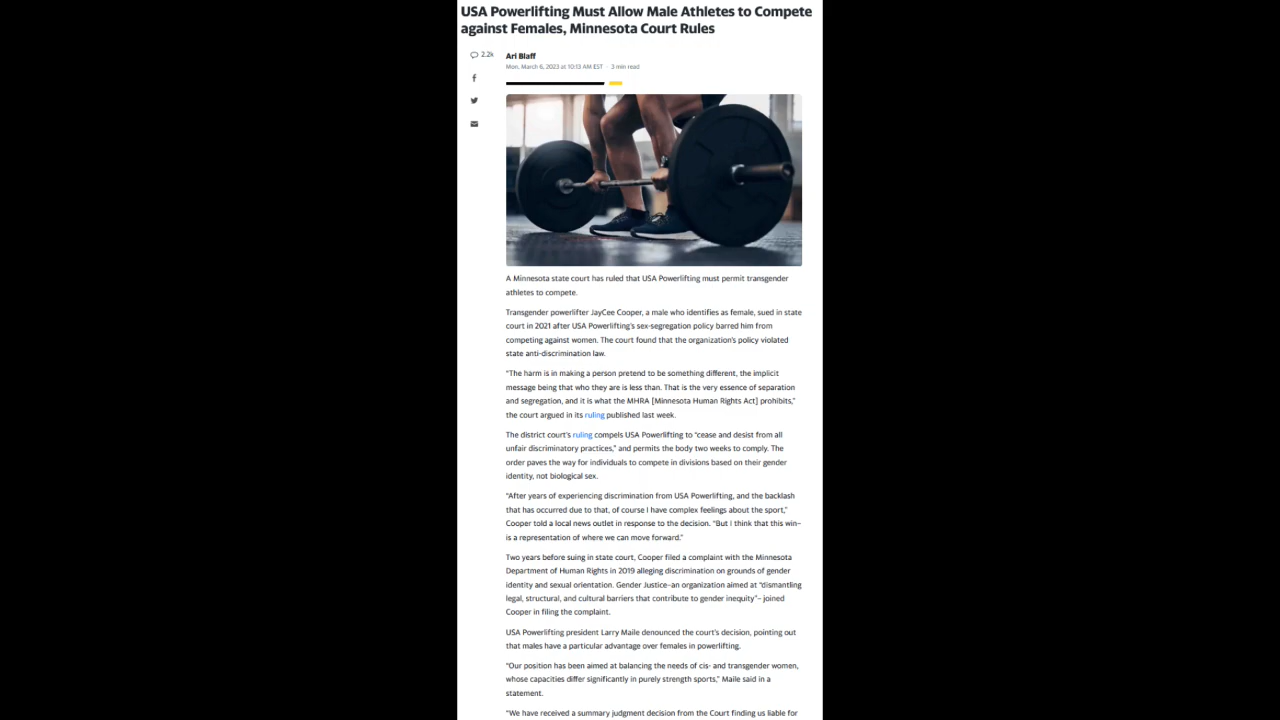 USA Powerlifting Must Allow Male Athletes to Compete
against Females, Minnesota Court Rules
2.2k
Ari Blaff
Mon, March 6, 2023 at 10:13 AM EST · 3 min read
A Minnesota state court has ruled that USA Powerlifting must permit transgender
athletes to compete.
Transgender powerlifter JayCee Cooper, a male who identifies as female, sued in state
court in 2021 after USA Powerlifting's sex-segregation policy barred him from
competing against women. The court found that the organization's policy violated
state anti-discrimination law.
"The harm is in making a person pretend to be something different, the implicit
message being that who they are is less than. That is the very essence of separation
and segregation, and it is what the MHRA [Minnesota Human Rights Act] prohibits,"
the court argued in its ruling published last week.
The district court's ruling compels USA Powerlifting to "cease and desist from all
unfair discriminatory practices," and permits the body two weeks to comply. The
order paves the way for individuals to compete in divisions based on their gender
identity, not biological sex.
"After years of experiencing discrimination from USA Powerlifting, and the backlash
that has occurred due to that, of course I have complex feelings about the sport,"
Cooper told a local news outlet in response to the decision. "But I think that this win–
is a representation of where we can move forward."
Two years before suing in state court, Cooper filed a complaint with the Minnesota
Department of Human Rights in 2019 alleging discrimination on grounds of gender
identity and sexual orientation. Gender Justice–an organization aimed at "dismantling
legal, structural, and cultural barriers that contribute to gender inequity"– joined
Cooper in filing the complaint.
USA Powerlifting president Larry Maile denounced the court's decision, pointing out
that males have a particular advantage over females in powerlifting.
"Our position has been aimed at balancing the needs of cis- and transgender women,
whose capacities differ significantly in purely strength sports," Maile said in a
statement.
"We have received a summary judgment decision from the Court finding us liable for